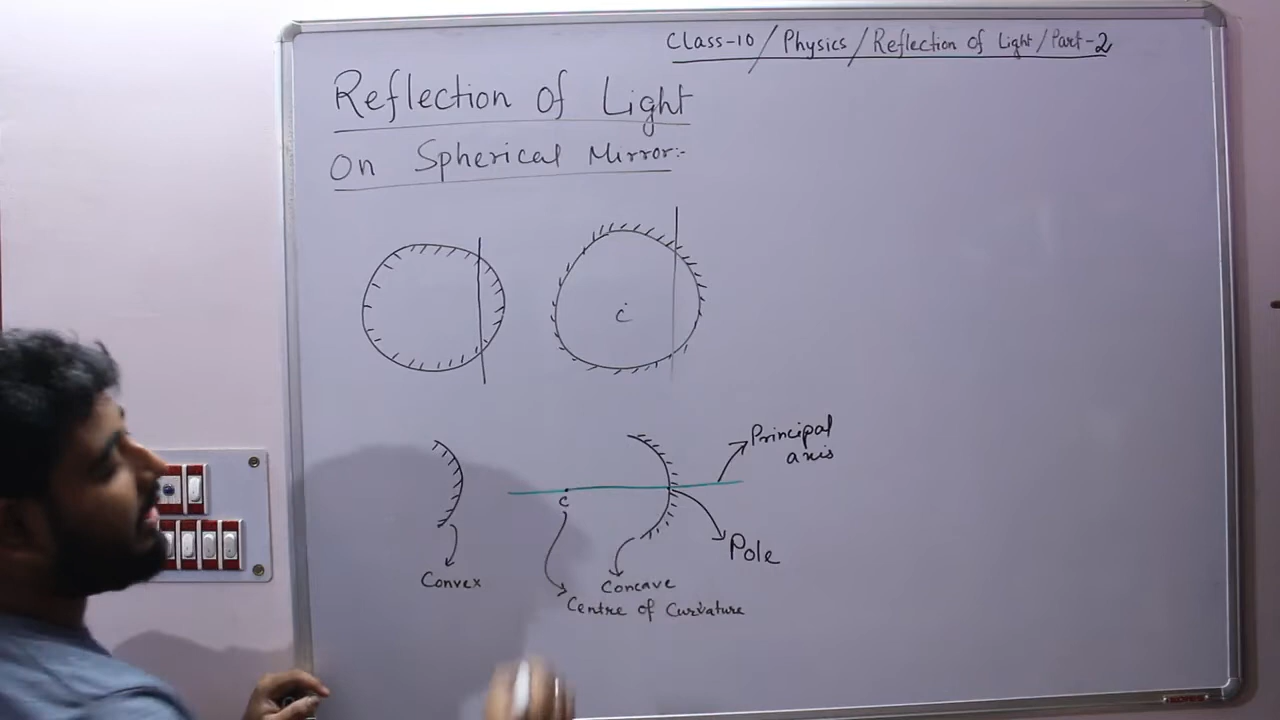 Class-10/Physics/Reflection of Light/Part-2
Reflection of Light
On Spherical Mirror:-
C
Principal
axis
C
Pole
Convex
Concave
Centre of Curvature